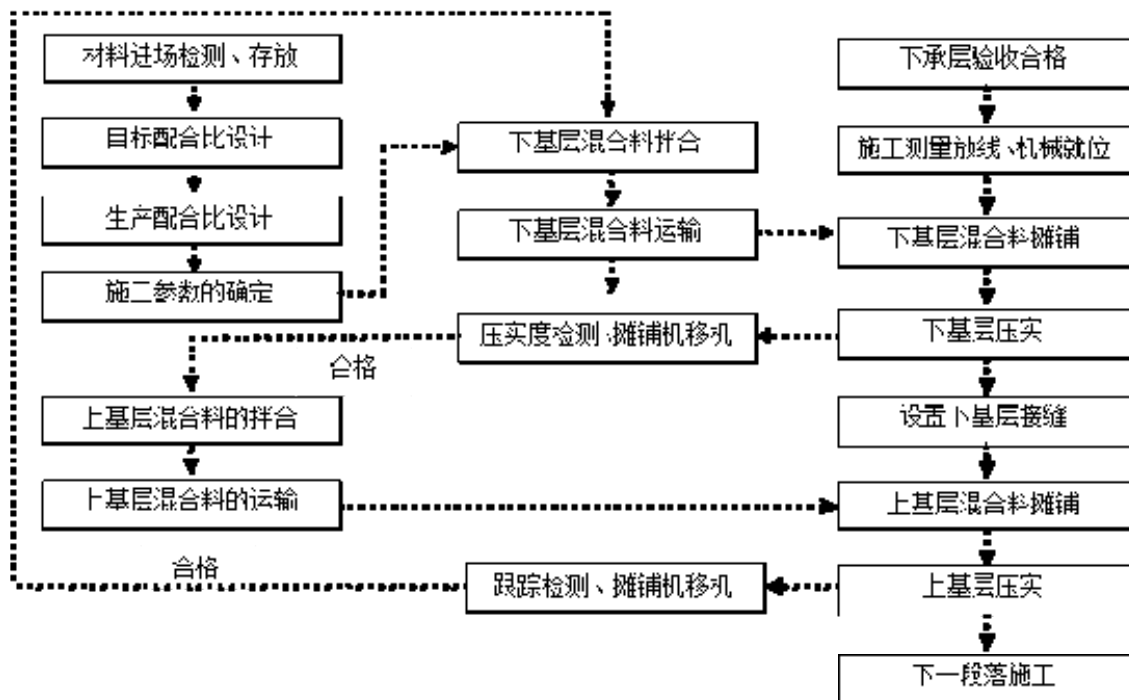 材料进场检测、存放
目标配合比设计
生产配合比设计
施工参数的确定
下基层混合料拌合
下基层混合料运输
压实度检测、摊铺机移机
合格
上基层混合料的拌合
上基层混合料的运输
下承层验收合格
施工测量放线、机械就位
下基层混合料摊铺
下基层压实
设置下基层接缝
上基层混合料摊铺
上基层压实
跟踪检测、摊铺机移机
合格
下一段落施工